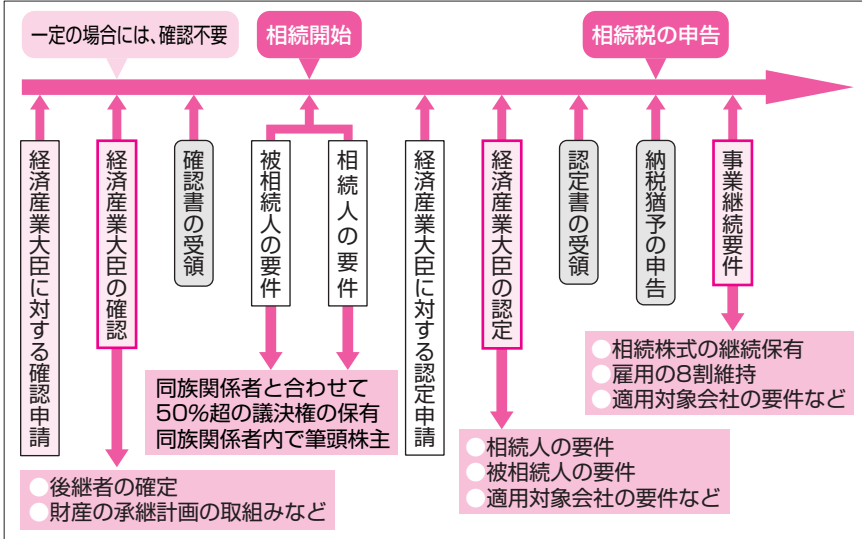 一定の場合には、確認不要
相続開始
相続税の申告
経済産業大臣に対する確認申請
経済産業大臣の確認
確認書の受領
被相続人の要件
相続人の要件
経済産業大臣に対する認定申請
経済産業大臣の認定
認定書の受領
納税猶予の申告
事業継続要件
●相続株式の継続保有
●雇用の8割維持
●適用対象会社の要件など
同族関係者と合わせて
50%超の議決権の保有
同族関係者内で筆頭株主
●相続人の要件
●被相続人の要件
●適用対象会社の要件など
●後継者の確定
●財産の承継計画の取組みなど